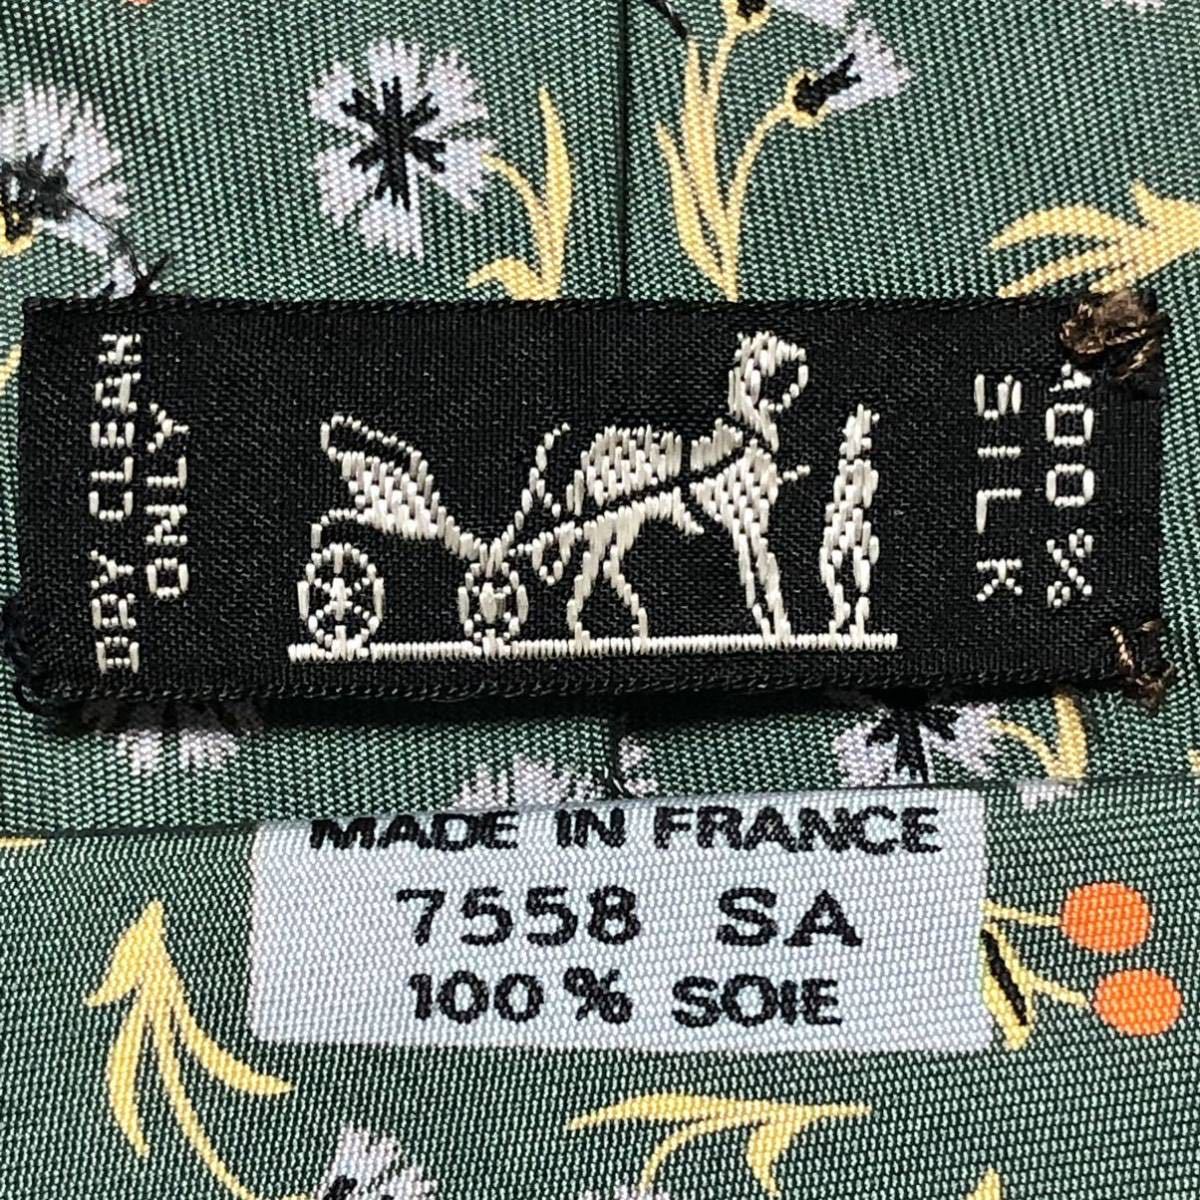 DRY CLEAN
ONLY
100%
SILK
MADE IN FRANCE
7558 SA
100% SOIE